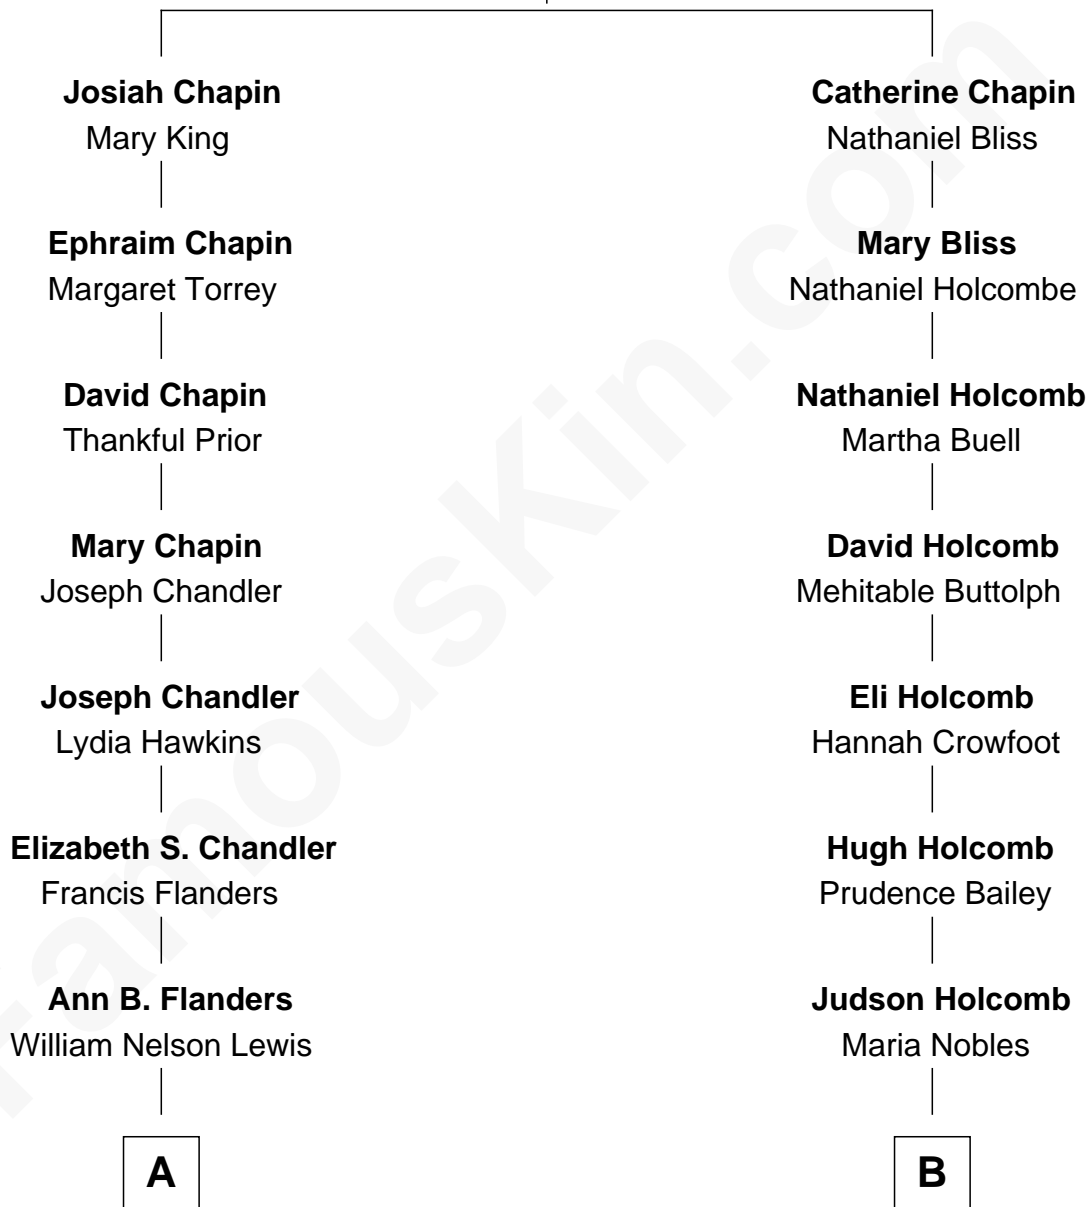 Josiah Chapin
Mary King
Ephraim Chapin
Margaret Torrey
David Chapin
Thankful Prior
Mary Chapin
Joseph Chandler
Joseph Chandler
Lydia Hawkins
Elizabeth S. Chandler
Francis Flanders
Ann B. Flanders
William Nelson Lewis
A
Catherine Chapin
Nathaniel Bliss
Mary Bliss
Nathaniel Holcombe
Nathaniel Holcomb
Martha Buell
David Holcomb
Mehitable Buttolph
Eli Holcomb
Hannah Crowfoot
Hugh Holcomb
Prudence Bailey
Judson Holcomb
Maria Nobles
B
FamousKin.com